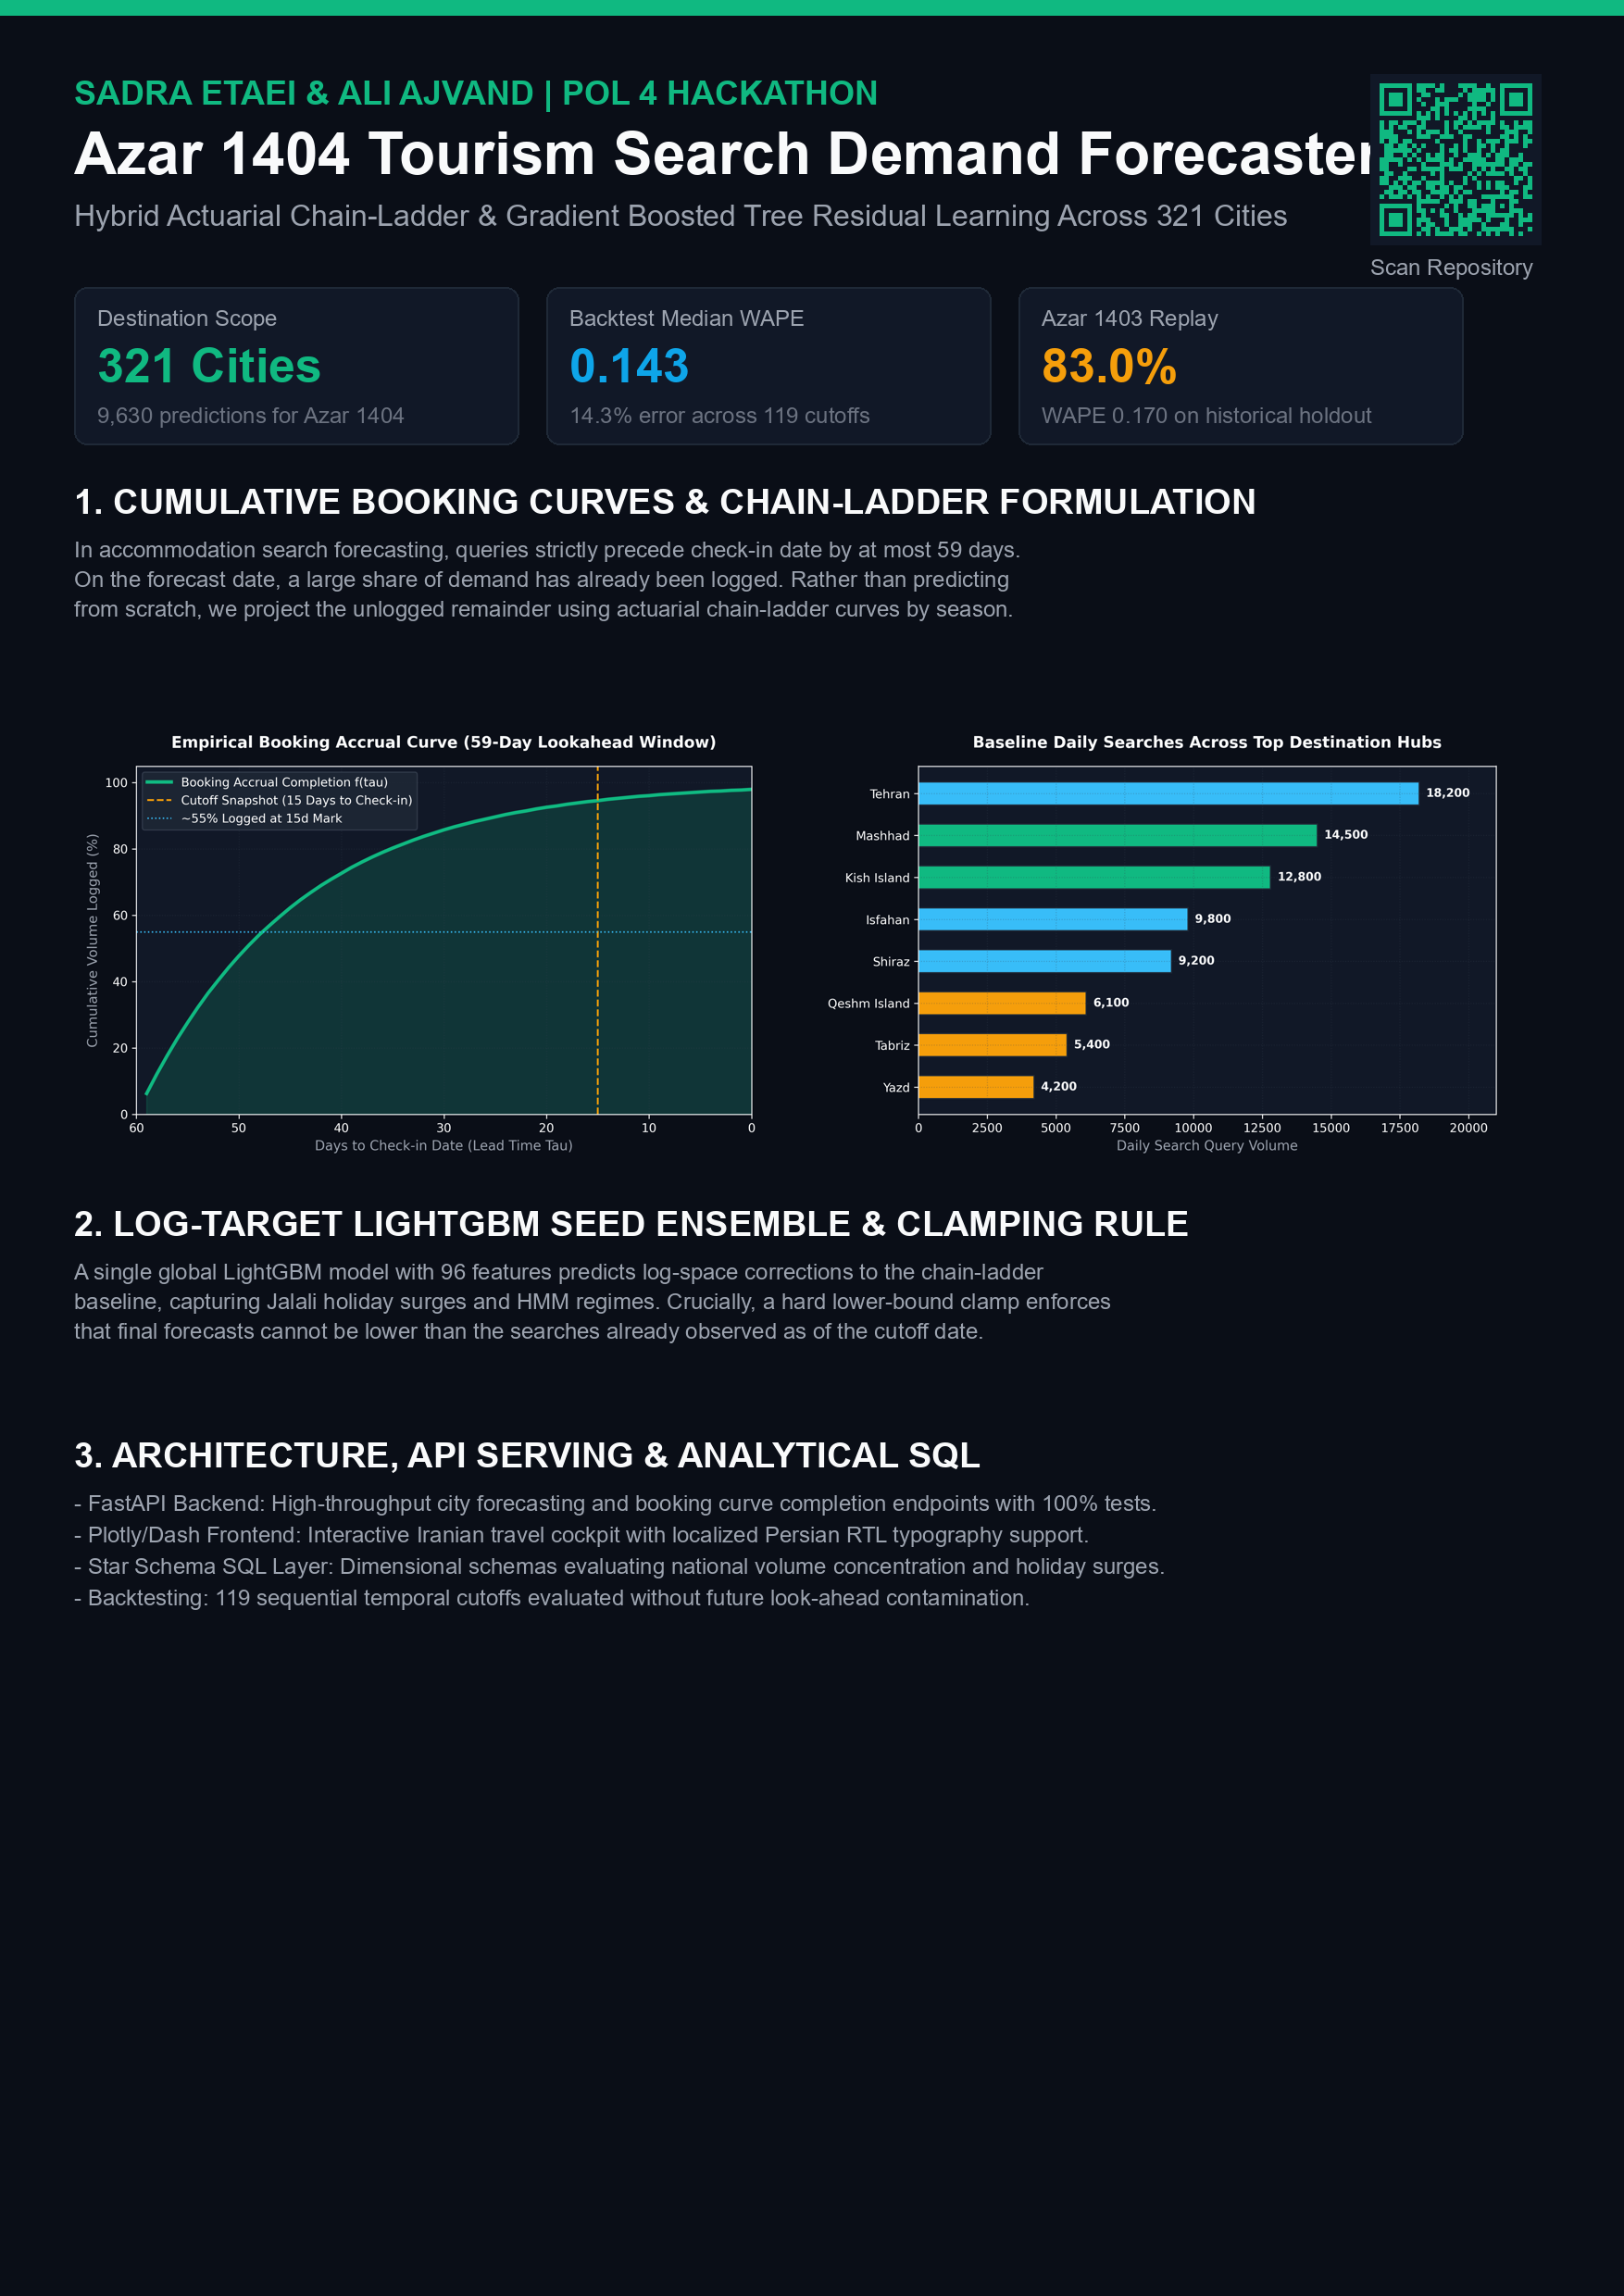 SADRA ETAEI & ALI AJVAND | POL 4 HACKATHON
Azar 1404 Tourism Search Demand Forecaster
Hybrid Actuarial Chain-Ladder & Gradient Boosted Tree Residual Learning Across 321 Cities
Scan Repository
Destination Scope
321 Cities
9,630 predictions for Azar 1404
Backtest Median WAPE
0.143
14.3% error across 119 cutoffs
Azar 1403 Replay
83.0%
WAPE 0.170 on historical holdout
1. CUMULATIVE BOOKING CURVES & CHAIN-LADDER FORMULATION
In accommodation search forecasting, queries strictly precede check-in date by at most 59 days.
On the forecast date, a large share of demand has already been logged. Rather than predicting
from scratch, we project the unlogged remainder using actuarial chain-ladder curves by season.
Empirical Booking Accrual Curve (59-Day Lookahead Window)
Booking Accrual Completion f(tau)
Cutoff Snapshot (15 Days to Check-in)
~55% Logged at 15d Mark
Cumulative Volume Logged (%)
100
80
60
40
20
0
60 50 40 30 20 10 0
Days to Check-in Date (Lead Time Tau)
Baseline Daily Searches Across Top Destination Hubs
Tehran 18,200
Mashhad 14,500
Kish Island 12,800
Isfahan 9,800
Shiraz 9,200
Qeshm Island 6,100
Tabriz 5,400
Yazd 4,200
0 2500 5000 7500 10000 12500 15000 17500 20000
Daily Search Query Volume
2. LOG-TARGET LIGHTGBM SEED ENSEMBLE & CLAMPING RULE
A single global LightGBM model with 96 features predicts log-space corrections to the chain-ladder
baseline, capturing Jalali holiday surges and HMM regimes. Crucially, a hard lower-bound clamp enforces
that final forecasts cannot be lower than the searches already observed as of the cutoff date.
3. ARCHITECTURE, API SERVING & ANALYTICAL SQL
- FastAPI Backend: High-throughput city forecasting and booking curve completion endpoints with 100% tests.
- Plotly/Dash Frontend: Interactive Iranian travel cockpit with localized Persian RTL typography support.
- Star Schema SQL Layer: Dimensional schemas evaluating national volume concentration and holiday surges.
- Backtesting: 119 sequential temporal cutoffs evaluated without future look-ahead contamination.